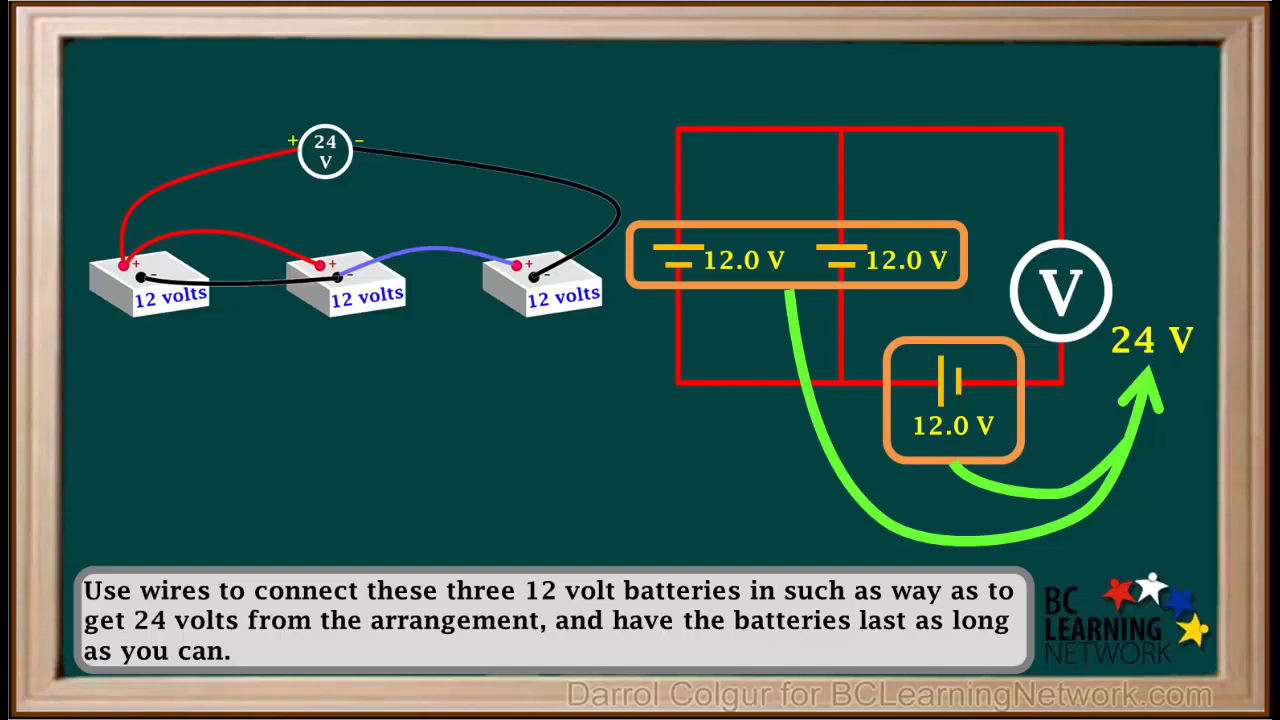 + 24 –
V
+ – 12 volts
+ – 12 volts
+ – 12 volts
12.0 V
12.0 V
V
24 V
12.0 V
Use wires to connect these three 12 volt batteries in such as way as to
get 24 volts from the arrangement, and have the batteries last as long
as you can.
BC
LEARNING
NETWORK
Darrol Colgur for BCLearningNetwork.com